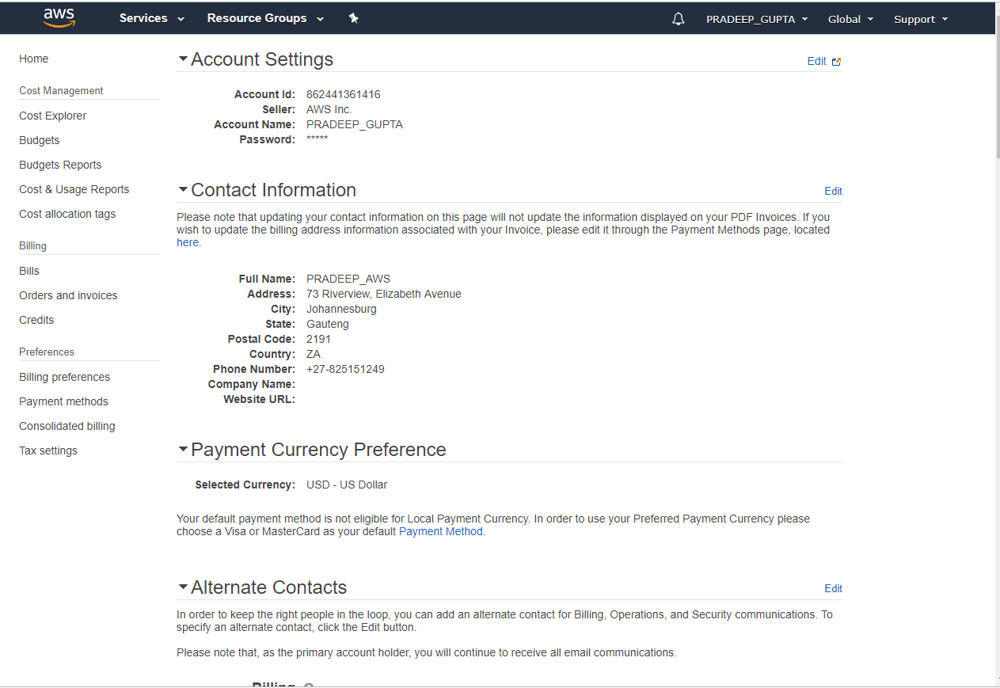 aws Services Resource Groups PRADEEP_GUPTA Global Support
Home
Cost Management
Cost Explorer
Budgets
Budgets Reports
Cost & Usage Reports
Cost allocation tags
Billing
Bills
Orders and invoices
Credits
Preferences
Billing preferences
Payment methods
Consolidated billing
Tax settings
Account Settings Edit
Account Id: 862441361416
Seller: AWS Inc.
Account Name: PRADEEP_GUPTA
Password: *****
Contact Information Edit
Please note that updating your contact information on this page will not update the information displayed on your PDF Invoices. If you
wish to update the billing address information associated with your Invoice, please edit it through the Payment Methods page, located
here.
Full Name: PRADEEP_AWS
Address: 73 Riverview, Elizabeth Avenue
City: Johannesburg
State: Gauteng
Postal Code: 2191
Country: ZA
Phone Number: +27-825151249
Company Name:
Website URL:
Payment Currency Preference
Selected Currency: USD - US Dollar
Your default payment method is not eligible for Local Payment Currency. In order to use your Preferred Payment Currency please
choose a Visa or MasterCard as your default Payment Method.
Alternate Contacts Edit
In order to keep the right people in the loop, you can add an alternate contact for Billing, Operations, and Security communications. To
specify an alternate contact, click the Edit button.
Please note that, as the primary account holder, you will continue to receive all email communications.
Billing